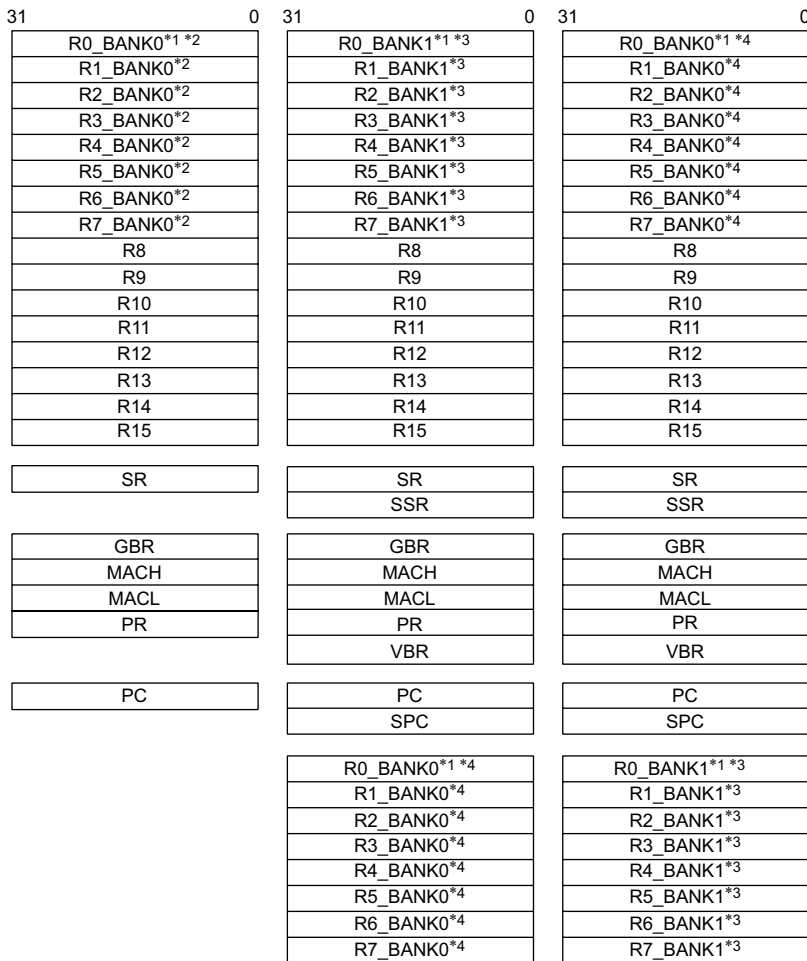 31 0 31 0 31 0
R0_BANK0*1 *2 R0_BANK1*1 *3 R0_BANK0*1 *4
R1_BANK0*2 R1_BANK1*3 R1_BANK0*4
R2_BANK0*2 R2_BANK1*3 R2_BANK0*4
R3_BANK0*2 R3_BANK1*3 R3_BANK0*4
R4_BANK0*2 R4_BANK1*3 R4_BANK0*4
R5_BANK0*2 R5_BANK1*3 R5_BANK0*4
R6_BANK0*2 R6_BANK1*3 R6_BANK0*4
R7_BANK0*2 R7_BANK1*3 R7_BANK0*4
R8 R8 R8
R9 R9 R9
R10 R10 R10
R11 R11 R11
R12 R12 R12
R13 R13 R13
R14 R14 R14
R15 R15 R15
SR SR SR
SSR SSR
GBR GBR GBR
MACH MACH MACH
MACL MACL MACL
PR PR PR
VBR VBR
PC PC PC
SPC SPC
R0_BANK0*1 *4 R0_BANK1*1 *3
R1_BANK0*4 R1_BANK1*3
R2_BANK0*4 R2_BANK1*3
R3_BANK0*4 R3_BANK1*3
R4_BANK0*4 R4_BANK1*3
R5_BANK0*4 R5_BANK1*3
R6_BANK0*4 R6_BANK1*3
R7_BANK0*4 R7_BANK1*3